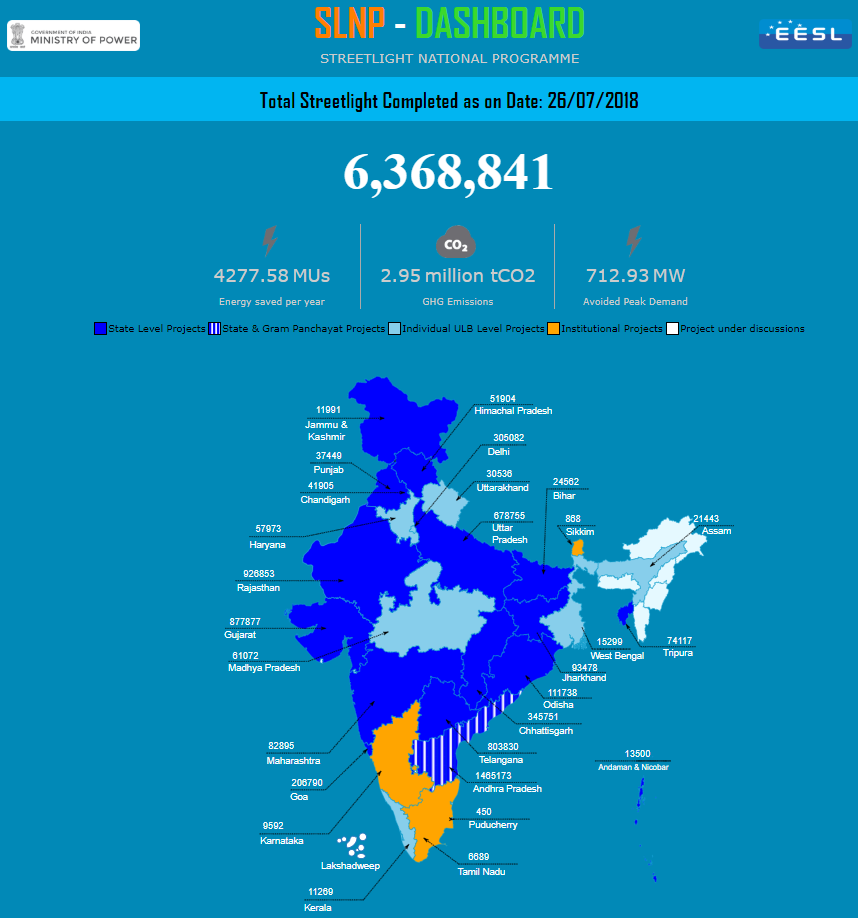 GOVERNMENT OF INDIA
MINISTRY OF POWER
SLNP - DASHBOARD
STREETLIGHT NATIONAL PROGRAMME
EESL
Total Streetlight Completed as on Date: 26/07/2018
6,368,841
CO2
4277.58 MUs
2.95 million tCO2
712.93 MW
Energy saved per year
GHG Emissions
Avoided Peak Demand
State Level Projects
State & Gram Panchayat Projects
Individual ULB Level Projects
Institutional Projects
Project under discussions
11991
Jammu &
Kashmir
51904
Himachal Pradesh
305082
Delhi
37449
Punjab
30536
Uttarakhand
41905
Chandigarh
24562
Bihar
678755
Uttar
Pradesh
868
Sikkim
21443
Assam
57973
Haryana
926853
Rajasthan
877877
Gujarat
61072
Madhya Pradesh
15299
West Bengal
74117
Tripura
93478
Jharkhand
111738
Odisha
345751
Chhattisgarh
82895
Maharashtra
803830
Telangana
13500
Andaman & Nicobar
206790
Goa
1465173
Andhra Pradesh
450
Puducherry
9592
Karnataka
Lakshadweep
6689
Tamil Nadu
11269
Kerala